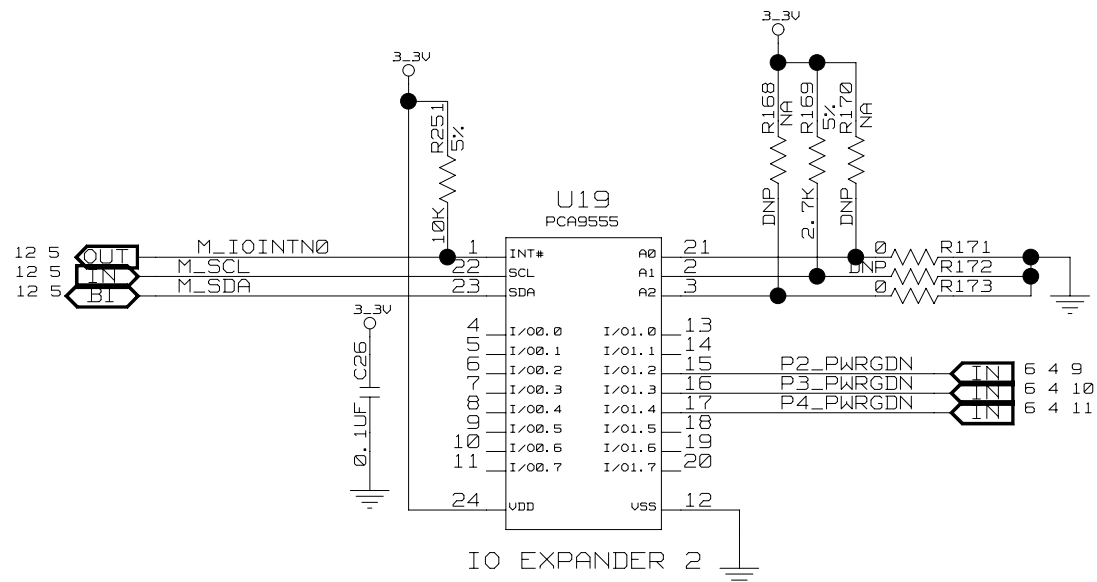 3_3V
3_3V
R168
NA
R169
5%
R170
NA
R251
5%
10K
DNP
2.7K
DNP
U19
PCA9555
12 5 OUT M_IOINTN0 1 INT# A0 21 0 R171
12 5 IN M_SCL 22 SCL A1 2 DNP R172
12 5 BI M_SDA 23 SDA A2 3 0 R173
3_3V
C26
0.1UF
4 I/O0.0 I/O1.0 13
5 I/O0.1 I/O1.1 14
6 I/O0.2 I/O1.2 15 P2_PWRGDN IN 6 4 9
7 I/O0.3 I/O1.3 16 P3_PWRGDN IN 6 4 10
8 I/O0.4 I/O1.4 17 P4_PWRGDN IN 6 4 11
9 I/O0.5 I/O1.5 18
10 I/O0.6 I/O1.6 19
11 I/O0.7 I/O1.7 20
24 VDD VSS 12
IO EXPANDER 2